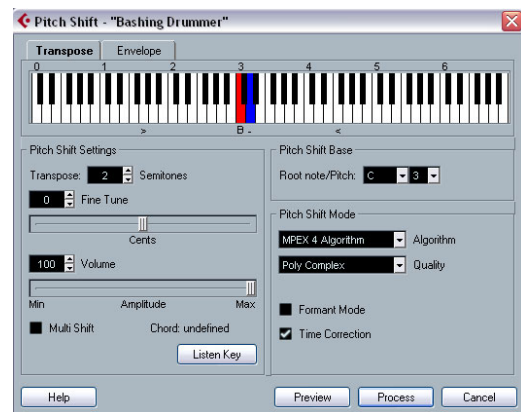 Pitch Shift - "Bashing Drummer"
Transpose Envelope
0 1 2 3 4 5 6
> B - <
Pitch Shift Settings
Transpose: 2 Semitones
0 Fine Tune
Cents
100 Volume
Min Amplitude Max
Multi Shift Chord: undefined
Listen Key
Pitch Shift Base
Root note/Pitch: C 3
Pitch Shift Mode
MPEX 4 Algorithm Algorithm
Poly Complex Quality
Formant Mode
Time Correction
Help Preview Process Cancel